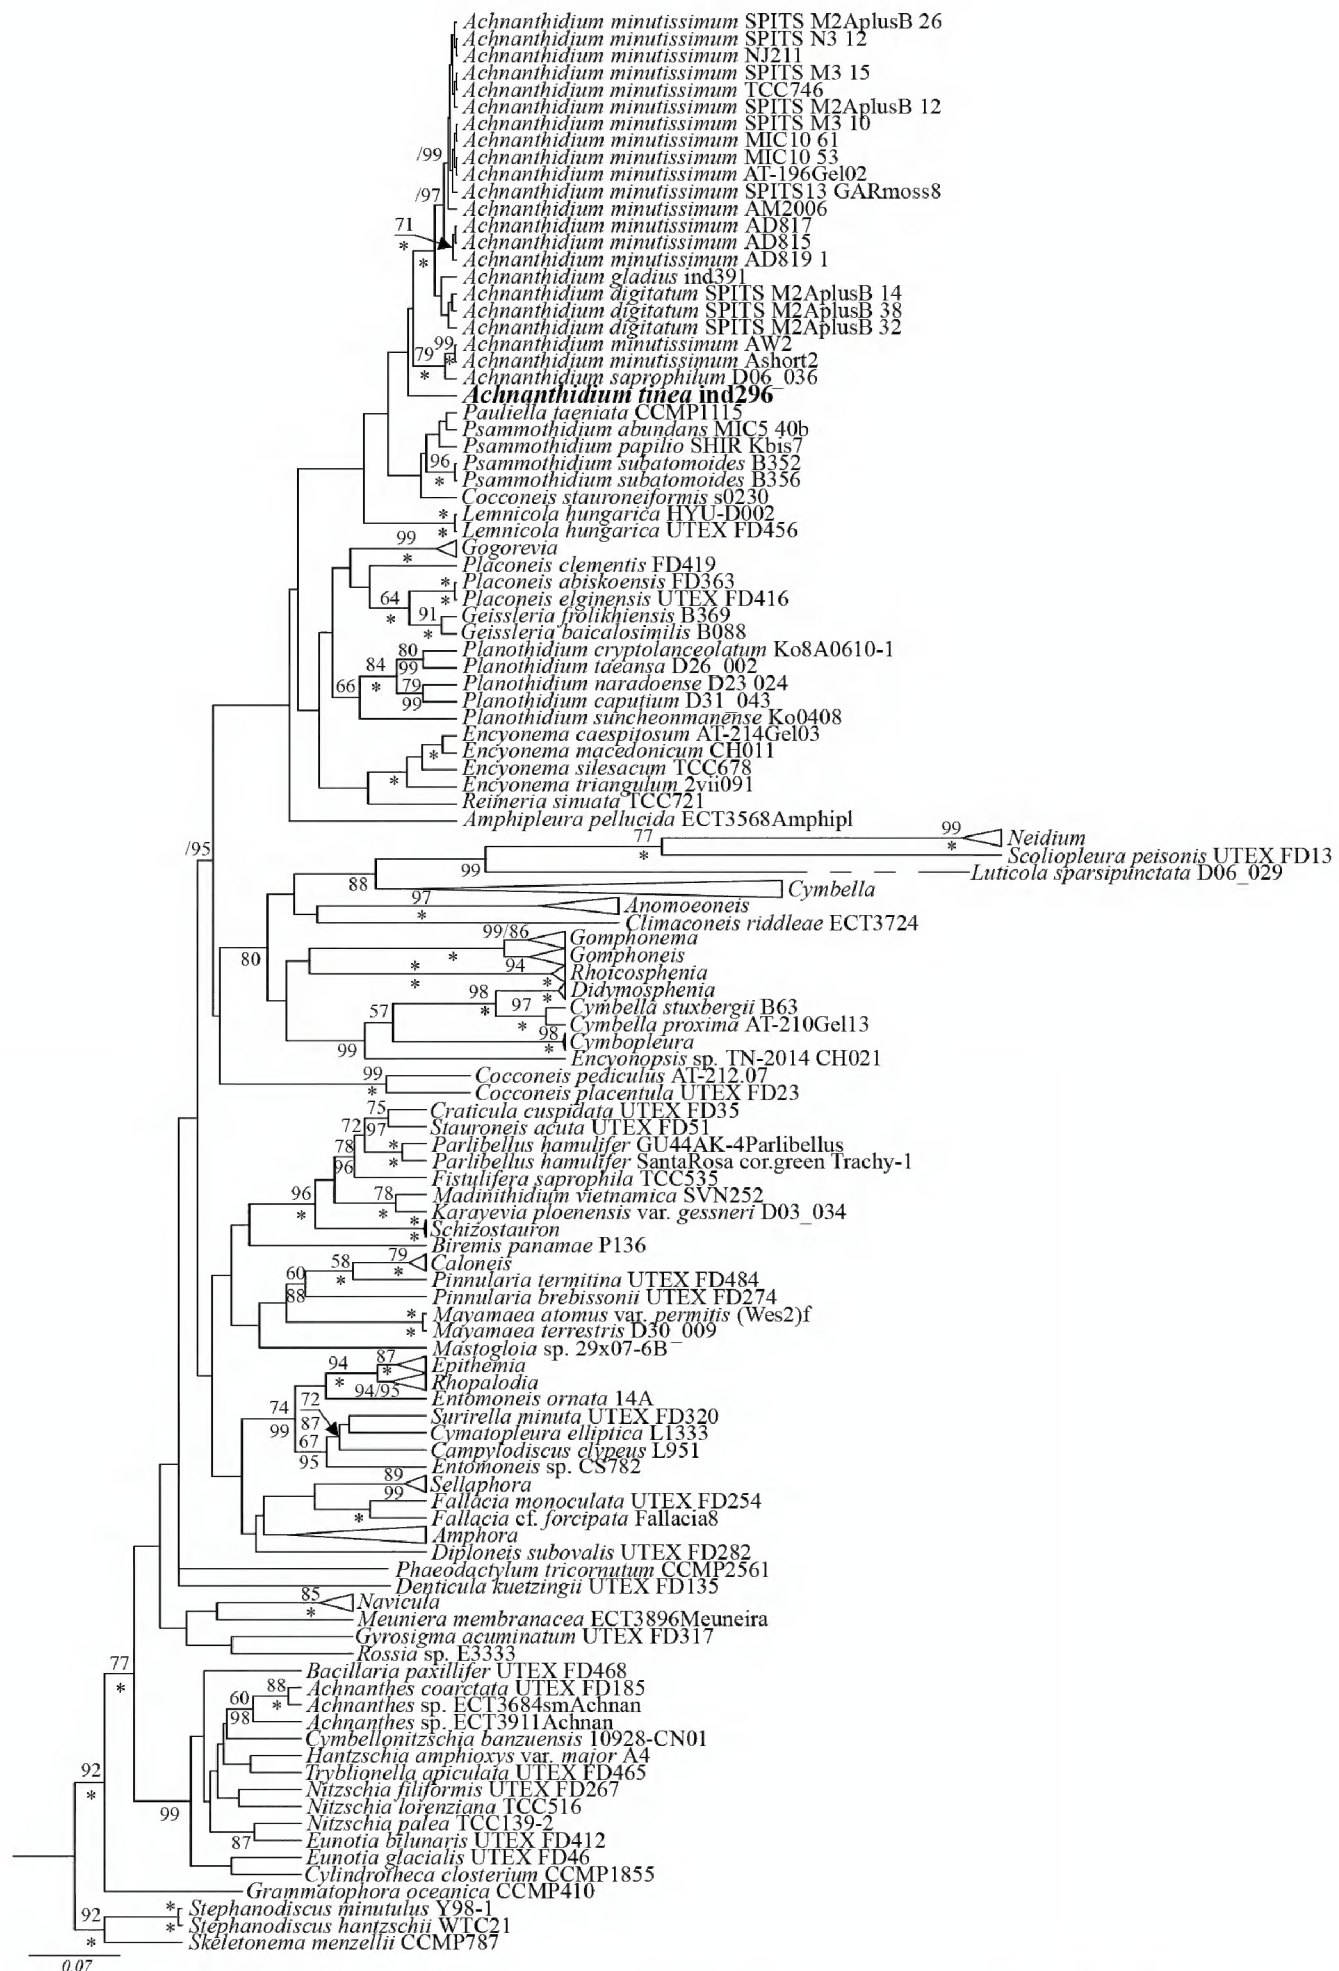 Achnanthidium minutissimum SPITS M2AplusB 26
Achnanthidium minutissimum SPITS N3 12
Achnanthidium minutissimum NJ211
Achnanthidium minutissimum SPITS M3 15
Achnanthidium minutissimum TCC746
Achnanthidium minutissimum SPITS M2AplusB 12
Achnanthidium minutissimum SPITS M3 10
Achnanthidium minutissimum MIC10 61
/99 Achnanthidium minutissimum MIC10 53
Achnanthidium minutissimum AT-196Gel02
/97 Achnanthidium minutissimum SPITS13 GARmoss8
Achnanthidium minutissimum AM2006
71 Achnanthidium minutissimum AD817
* Achnanthidium minutissimum AD815
* Achnanthidium minutissimum AD819 1
Achnanthidium gladius ind391
Achnanthidium digitatum SPITS M2AplusB 14
Achnanthidium digitatum SPITS M2AplusB 38
Achnanthidium digitatum SPITS M2AplusB 32
99 Achnanthidium minutissimum AW2
79 * Achnanthidium minutissimum Ashort2
* Achnanthidium saprophilum D06_036
Achnanthidium tinea ind296
Pauliella taeniata CCMP1115
Psammothidium abundans MIC5 40b
Psammothidium papilio SHIR Kbis7
96 Psammothidium subatomoides B352
* Psammothidium subatomoides B356
Cocconeis stauroneiformis s0230
* Lemnicola hungarica HYU-D002
* Lemnicola hungarica UTEX FD456
99 * Gogorevia
Placoneis clementis FD419
* Placoneis abiskoensis FD363
64 * Placoneis elginensis UTEX FD416
* 91 Geissleria frolikhiensis B369
* Geissleria baicalosimilis B088
80 Planothidium cryptolanceolatum Ko8A0610-1
84 99 Planothidium taeansa D26_002
66 * 79 Planothidium naradoense D23 024
99 Planothidium caputium D31_043
Planothidium suncheonmanense Ko0408
Encyonema caespitosum AT-214Gel03
* Encyonema macedonicum CH011
Encyonema silesacum TCC678
* Encyonema triangulum 2vii091
Reimeria sinuata TCC721
Amphipleura pellucida ECT3568Amphipl
/95 77 99 Neidium
* * Scoliopleura peisonis UTEX FD13
99 Luticola sparsipunctata D06_029
88 Cymbella
97 Anomoeoneis
* Climaconeis riddleae ECT3724
99/86 Gomphonema
80 * Gomphoneis
* 94 Rhoicosphenia
* * Didymosphenia
98 * 97 Cymbella stuxbergii B63
57 * * Cymbella proxima AT-210Gel13
98 Cymbopleura
99 * Encyonopsis sp. TN-2014 CH021
99 Cocconeis pediculus AT-212.07
* Cocconeis placentula UTEX FD23
75 Craticula cuspidata UTEX FD35
72 97 Stauroneis acuta UTEX FD51
78 * Parlibellus hamulifer GU44AK-4Parlibellus
96 * Parlibellus hamulifer SantaRosa cor.green Trachy-1
Fistulifera saprophila TCC535
96 78 Madinithidium vietnamica SVN252
* * Karayevia ploenensis var. gessneri D03_034
* * Schizostauron
Biremis panamae P136
58 79 Caloneis
60 * * Pinnularia termitina UTEX FD484
88 Pinnularia brebissonii UTEX FD274
* Mayamaea atomus var. permitis (Wes2)f
* Mayamaea terrestris D30_009
Mastogloia sp. 29x07-6B
94 87 Epithemia
* * Rhopalodia
94/95 Entomoneis ornata 14A
74 72 Surirella minuta UTEX FD320
99 87 Cymatopleura elliptica L1333
67 Campylodiscus clypeus L951
95 Entomoneis sp. CS782
89 Sellaphora
99 Fallacia monoculata UTEX FD254
* Fallacia cf. forcipata Fallacia8
Amphora
Diploneis subovalis UTEX FD282
Phaeodactylum tricornutum CCMP2561
Denticula kuetzingii UTEX FD135
85 Navicula
* Meuniera membranacea ECT3896Meuneira
Gyrosigma acuminatum UTEX FD317
Rossia sp. E3333
77 Bacillaria paxillifer UTEX FD468
* 88 Achnanthes coarctata UTEX FD185
60 * Achnanthes sp. ECT3684smAchnan
98 Achnanthes sp. ECT3911Achnan
Cymbellonitzschia banzuensis 10928-CN01
Hantzschia amphioxys var. major A4
92 Tryblionella apiculata UTEX FD465
* Nitzschia filiformis UTEX FD267
99 Nitzschia lorenziana TCC516
Nitzschia palea TCC139-2
87 Eunotia bilunaris UTEX FD412
Eunotia glacialis UTEX FD46
Cylindrotheca closterium CCMP1855
Grammatophora oceanica CCMP410
92 * Stephanodiscus minutulus Y98-1
* Stephanodiscus hantzschii WTC21
* Skeletonema menzellii CCMP787
0.07